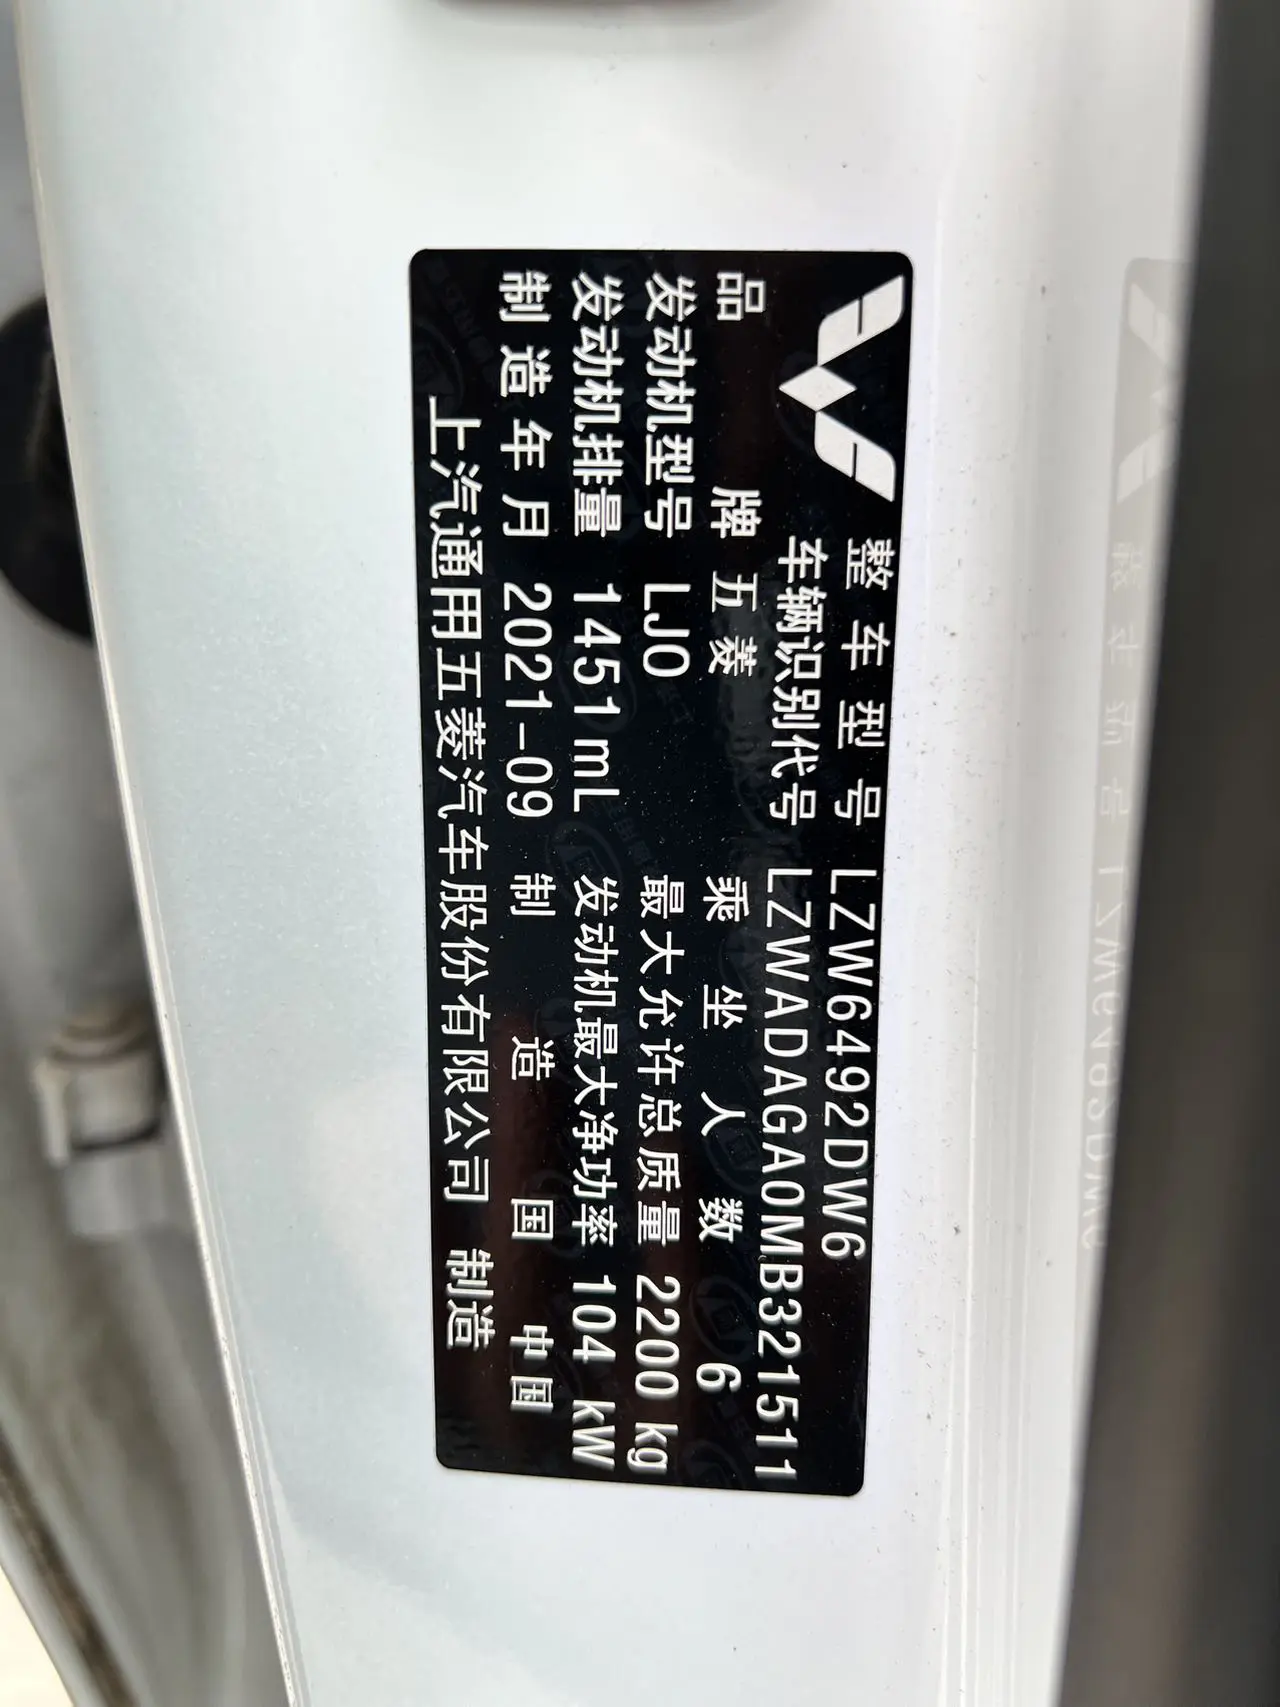 整车型号 LZW6492DW6
车辆识别代号 LZWADAGA0MB321511
品牌 五菱 乘坐人数 6
发动机型号 LJO 最大允许总质量 2200 kg
发动机排量 1451mL 发动机最大净功率 104 kW
制造年月 2021-09 制造国 中国
上汽通用五菱汽车股份有限公司 制造